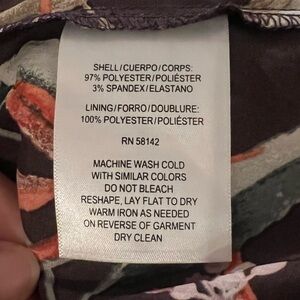 SHELL/CUERPO/CORPS:
97% POLYESTER/POLIÉSTER
3% SPANDEX/ELASTANO
LINING/FORRO/DOUBLURE:
100% POLYESTER/POLIÉSTER
RN 58142
MACHINE WASH COLD
WITH SIMILAR COLORS
DO NOT BLEACH
RESHAPE, LAY FLAT TO DRY
WARM IRON AS NEEDED
ON REVERSE OF GARMENT
DRY CLEAN